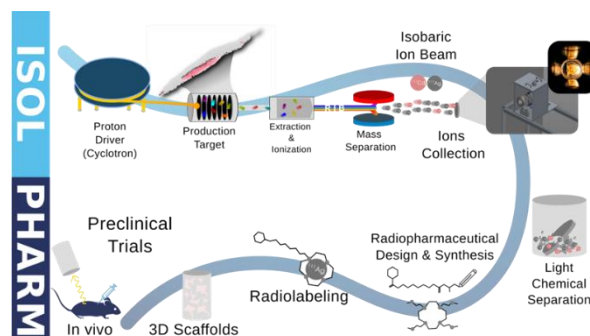 ISOL
PHARM
Proton
Driver
(Cyclotron)
Production
Target
Extraction
&
Ionization
RIB
Mass
Separation
Isobaric
Ion Beam
Ions
Collection
Light
Chemical
Separation
Radiopharmaceutical
Design & Synthesis
Radiolabeling
3D Scaffolds
Preclinical
Trials
In vivo